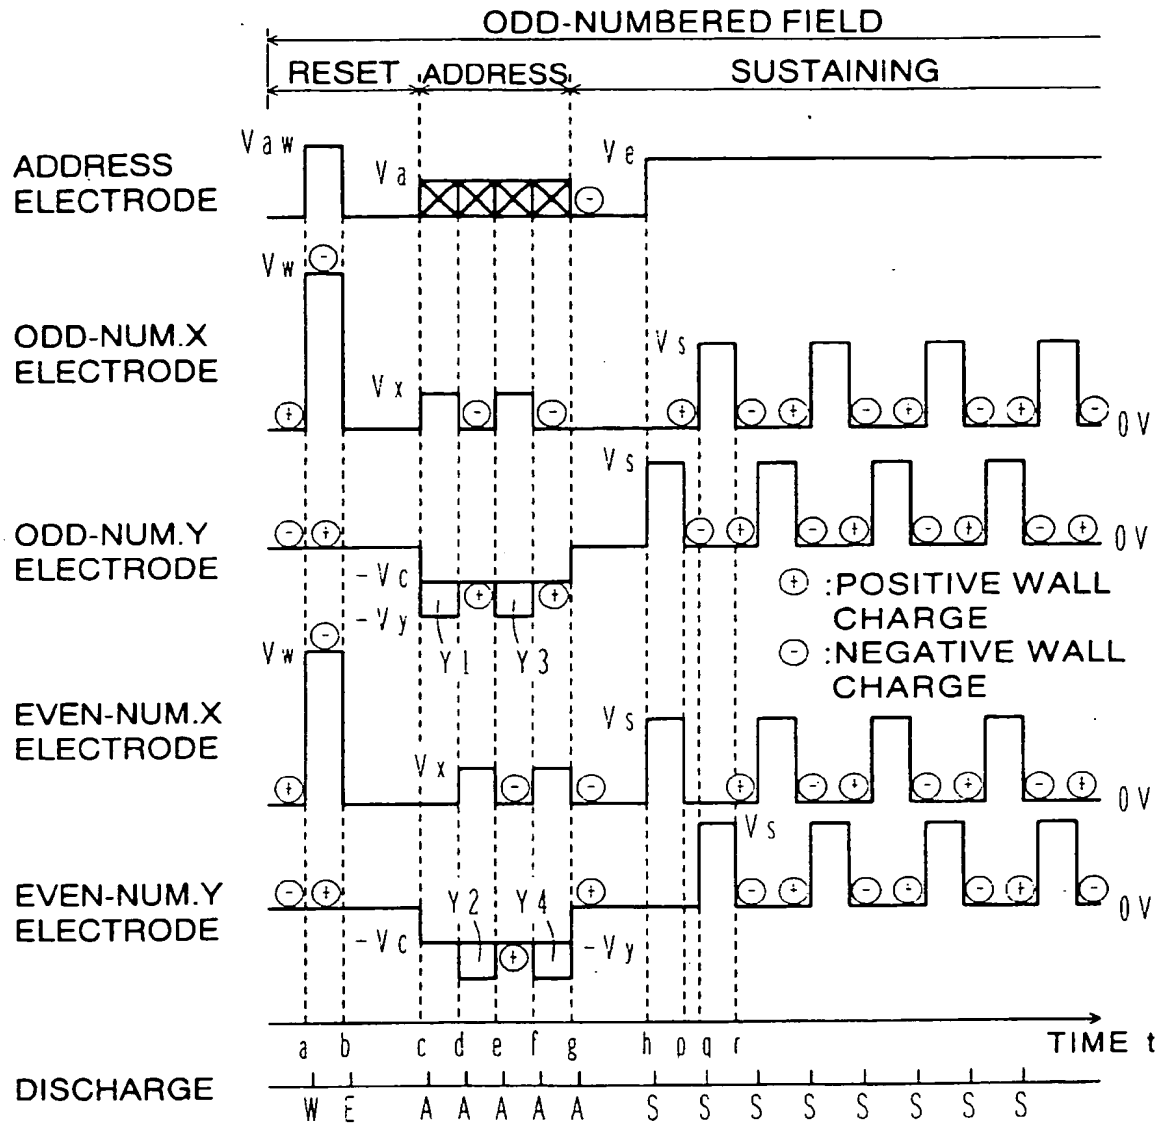 ODD-NUMBERED FIELD
RESET ADDRESS SUSTAINING
Vaw
ADDRESS
ELECTRODE
Va
Ve
Vw
ODD-NUM.X
ELECTRODE
Vx
Vs
0V
Vs
ODD-NUM.Y
ELECTRODE
-Vc
-Vy
Y1 Y3
0V
+ :POSITIVE WALL
CHARGE
- :NEGATIVE WALL
CHARGE
Vw
EVEN-NUM.X
ELECTRODE
Vx
Vs
0V
Vs
EVEN-NUM.Y
ELECTRODE
Y2 Y4
-Vc
-Vy
0V
a b c d e f g h p q r
TIME t
DISCHARGE
W E A A A A A S S S S S S S S